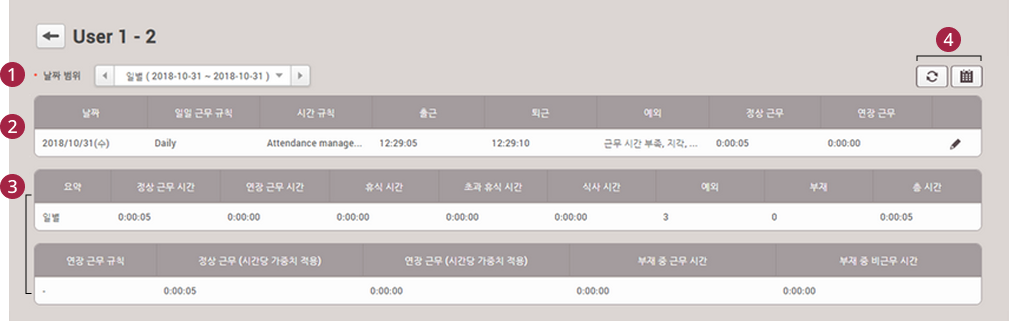 User 1 - 2
4
1 • 날짜 범위 일별 ( 2018-10-31 ~ 2018-10-31 )
날짜 일일 근무 규칙 시간 규칙 출근 퇴근 예외 정상 근무 연장 근무
2
2018/10/31(수) Daily Attendance manage... 12:29:05 12:29:10 근무 시간 부족, 지각, ... 0:00:05 0:00:00
3 요약 정상 근무 시간 연장 근무 시간 휴식 시간 초과 휴식 시간 식사 시간 예외 부재 총 시간
일별 0:00:05 0:00:00 0:00:00 0:00:00 0:00:00 3 0 0:00:05
연장 근무 규칙 정상 근무 (시간당 가중치 적용) 연장 근무 (시간당 가중치 적용) 부재 중 근무 시간 부재 중 비근무 시간
- 0:00:05 0:00:00 0:00:00 0:00:00